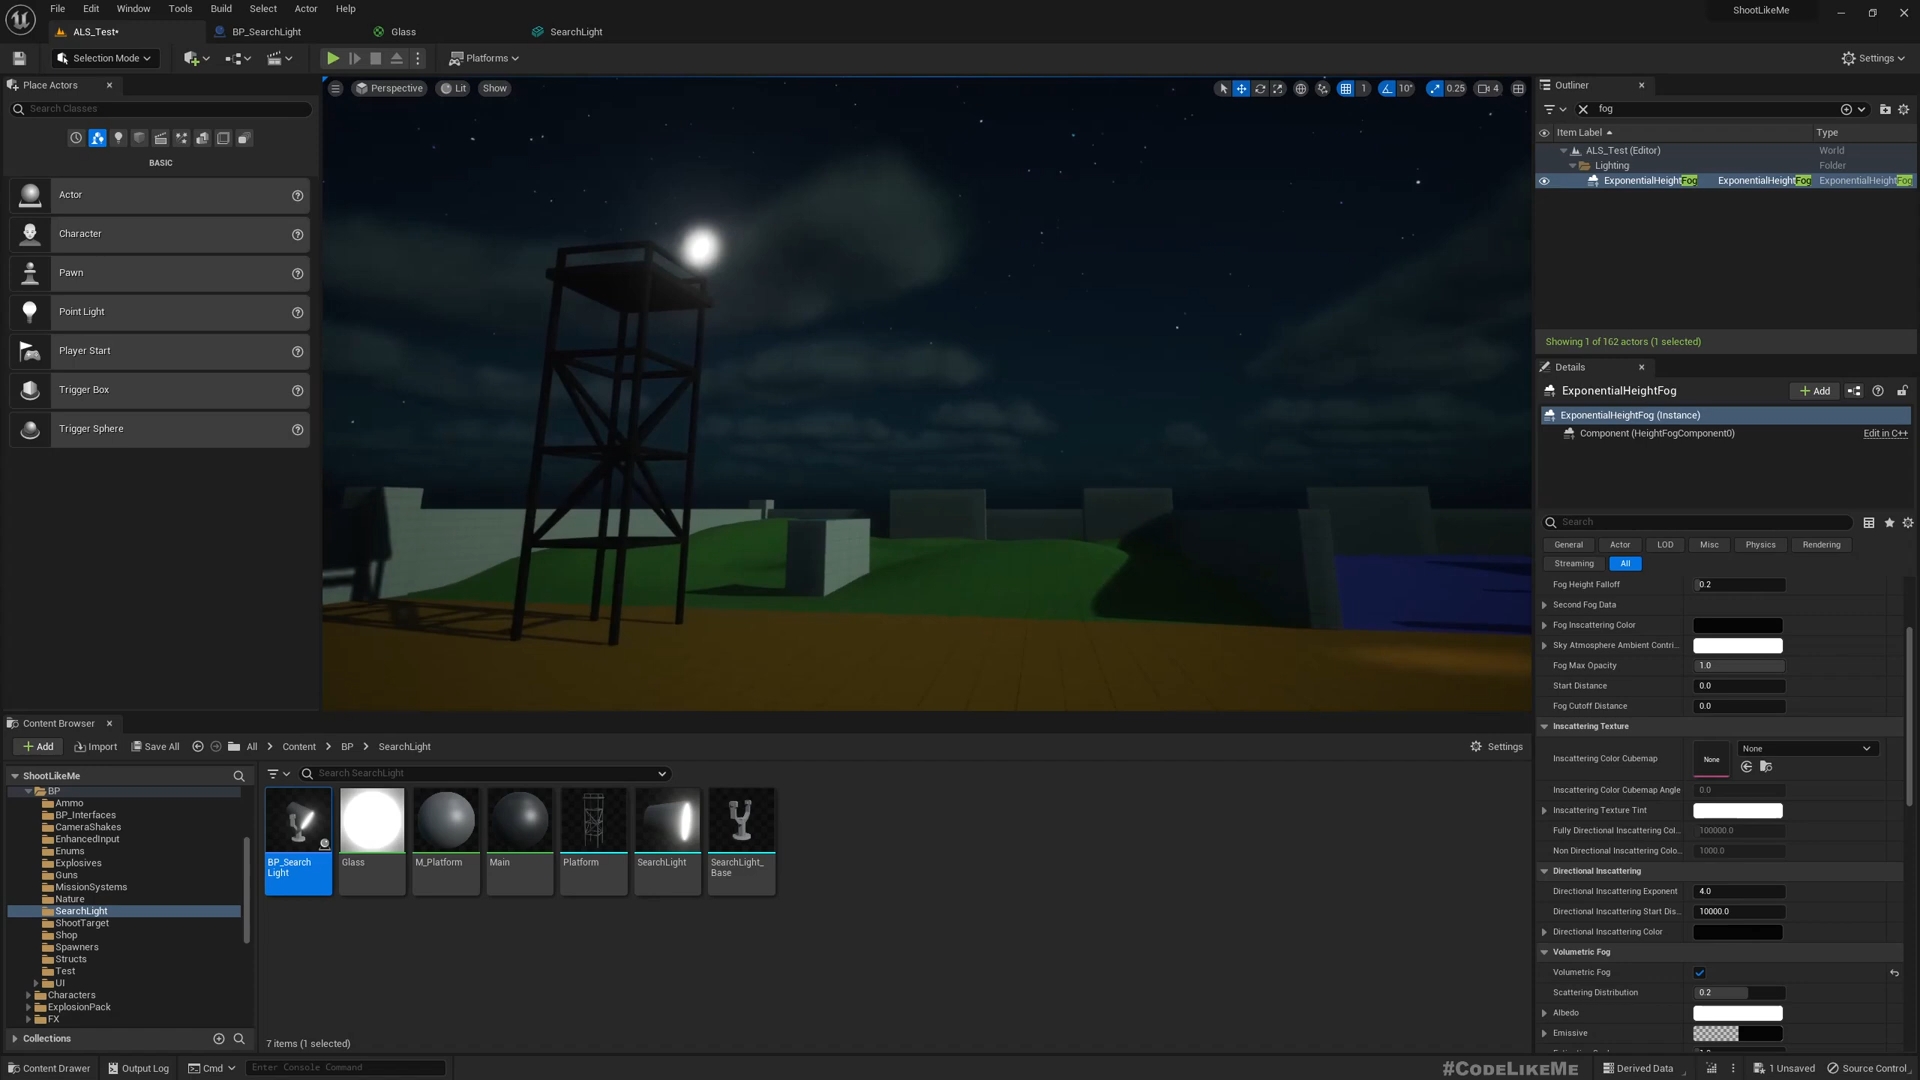 File Edit Window Tools Build Select Actor Help
ShootLikeMe
ALS_Test*
BP_SearchLight
Glass
SearchLight
Selection Mode
Platforms
Settings
Place Actors
Search Classes
BASIC
Actor
Character
Pawn
Point Light
Player Start
Trigger Box
Trigger Sphere
Perspective
Lit
Show
1
10°
0.25
4
Outliner
fog
Item Label
Type
ALS_Test (Editor)
World
Lighting
Folder
ExponentialHeightFog
ExponentialHeightFog
ExponentialHeightFog
Showing 1 of 162 actors (1 selected)
Details
ExponentialHeightFog
Add
ExponentialHeightFog (Instance)
Component (HeightFogComponent0)
Edit in C++
Search
General
Actor
LOD
Misc
Physics
Rendering
Streaming
All
Fog Height Falloff
0.2
Second Fog Data
Fog Inscattering Color
Sky Atmosphere Ambient Contri...
Fog Max Opacity
1.0
Start Distance
0.0
Fog Cutoff Distance
0.0
Inscattering Texture
Inscattering Color Cubemap
None
None
Inscattering Color Cubemap Angle
0.0
Inscattering Texture Tint
Fully Directional Inscattering Col...
100000.0
Non Directional Inscattering Colo...
1000.0
Directional Inscattering
Directional Inscattering Exponent
4.0
Directional Inscattering Start Dis...
10000.0
Directional Inscattering Color
Volumetric Fog
Volumetric Fog
Scattering Distribution
0.2
Albedo
Emissive
Content Browser
Add
Import
Save All
All
Content
BP
SearchLight
Settings
ShootLikeMe
BP
Ammo
BP_Interfaces
CameraShakes
EnhancedInput
Enums
Explosives
Guns
MissionSystems
Nature
SearchLight
ShootTarget
Shop
Spawners
Structs
Test
UI
Characters
ExplosionPack
FX
Collections
Search SearchLight
BP_Search
Light
Glass
M_Platform
Main
Platform
SearchLight
SearchLight_
Base
7 items (1 selected)
Content Drawer
Output Log
Cmd
Enter Console Command
#CODELIKEME
Derived Data
1 Unsaved
Source Control